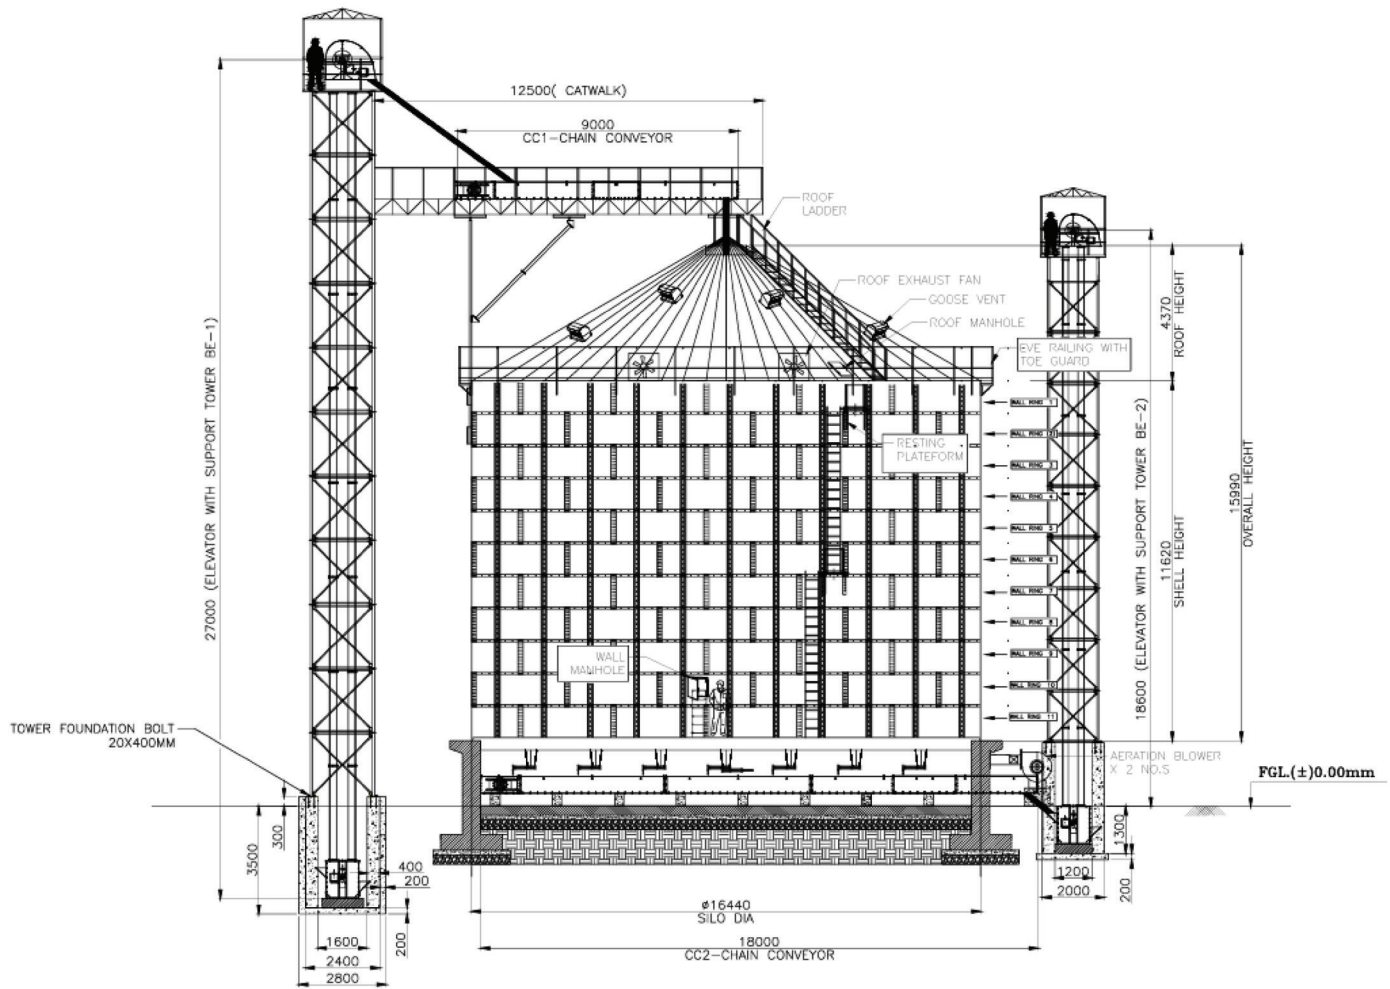 12500( CATWALK)
9000
CC1-CHAIN CONVEYOR
ROOF
LADDER
ROOF EXHAUST FAN
GOOSE VENT
ROOF MANHOLE
EVE RAILING WITH
TOE GUARD
4370
ROOF HEIGHT
27000 (ELEVATOR WITH SUPPORT TOWER BE-1)
WALL RING 1
WALL RING 2
WALL RING 3
WALL RING 4
WALL RING 5
WALL RING 6
WALL RING 7
WALL RING 8
WALL RING 9
WALL RING 10
WALL RING 11
RESTING
PLATEFORM
18600 (ELEVATOR WITH SUPPORT TOWER BE-2)
11620
SHELL HEIGHT
15990
OVERALL HEIGHT
WALL
MANHOLE
TOWER FOUNDATION BOLT
20X400MM
AERATION BLOWER
X 2 NO.S
FGL.(±)0.00mm
300
3500
400
200
200
1600
2400
2800
1300
1200
2000
200
ø16440
SILO DIA
18000
CC2-CHAIN CONVEYOR